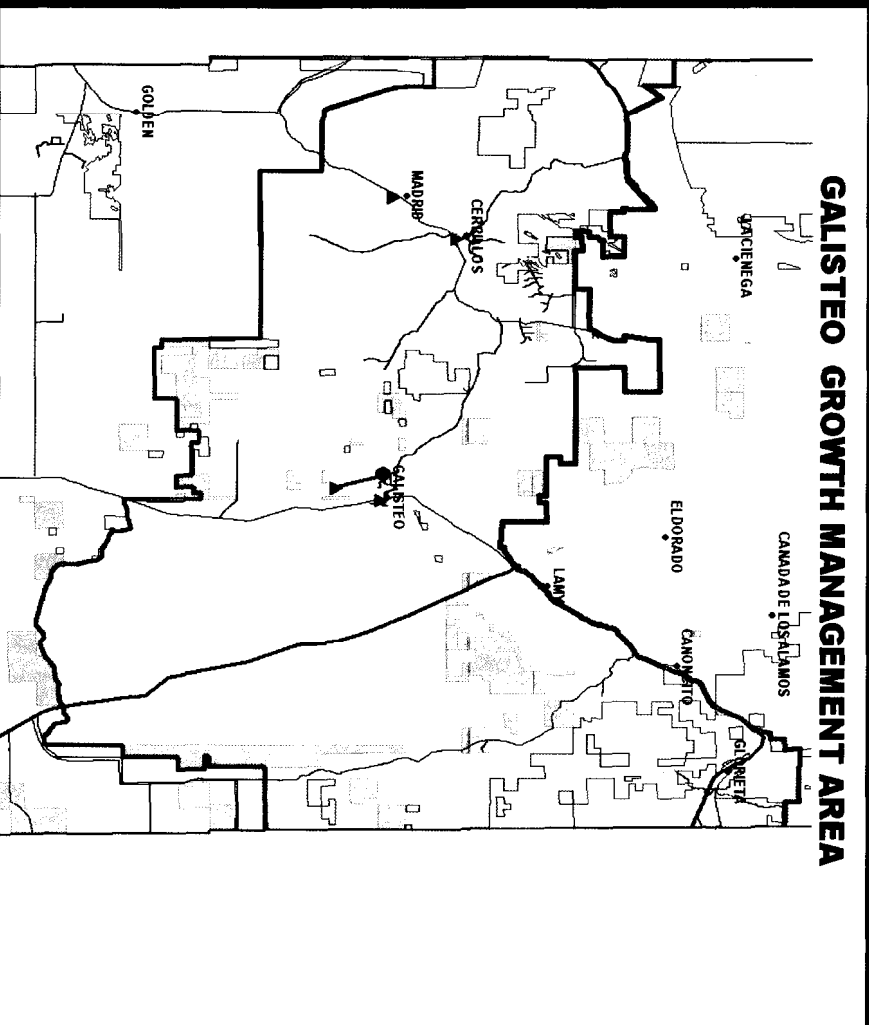 GALISTEO GROWTH MANAGEMENT AREA
CANADA DE LOS ALAMOS
LA CIENEGA
GLORIETA
CANONCITO
ELDORADO
LAMY
CERRILLOS
MADRID
GALISTEO
GOLDEN